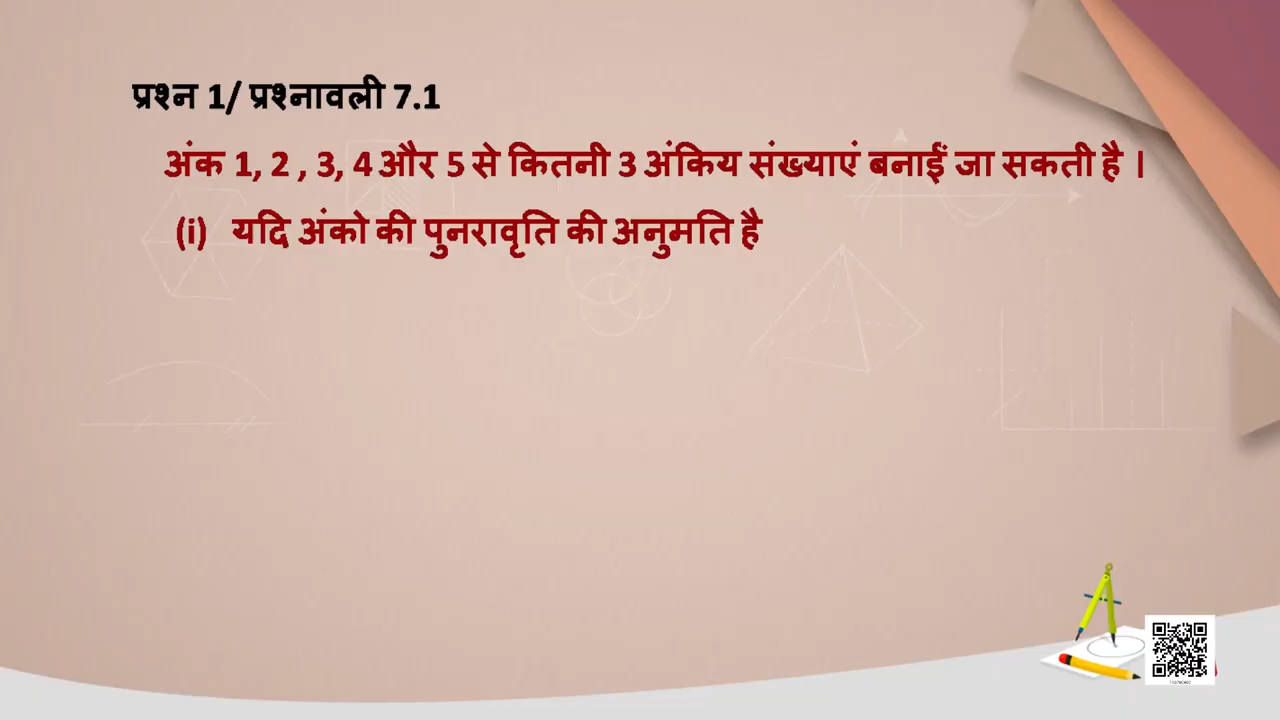 प्रश्न 1/ प्रश्नावली 7.1
अंक 1, 2 , 3, 4 और 5 से कितनी 3 अंकिय संख्याएं बनाईं जा सकती है ।
(i) यदि अंको की पुनरावृति की अनुमति है